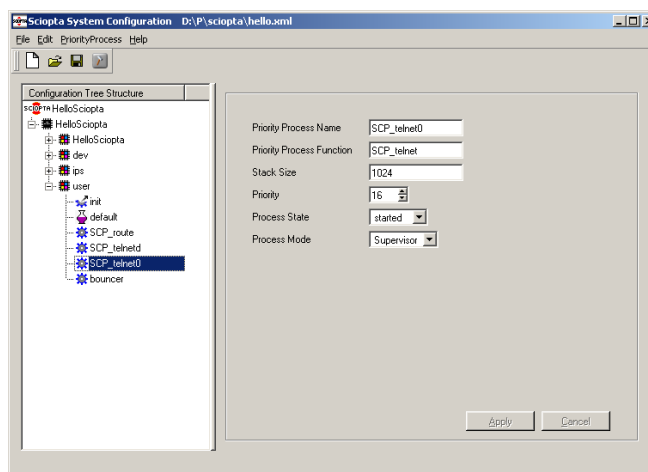 Sciopta System Configuration D:\P\sciopta\hello.xml
File Edit PriorityProcess Help
Configuration Tree Structure
SCIOPTA HelloSciopta
HelloSciopta
HelloSciopta
dev
ips
user
init
default
SCP_route
SCP_telnetd
SCP_telnet0
bouncer
Priority Process Name SCP_telnet0
Priority Process Function SCP_telnet
Stack Size 1024
Priority 16
Process State started
Process Mode Supervisor
Apply Cancel